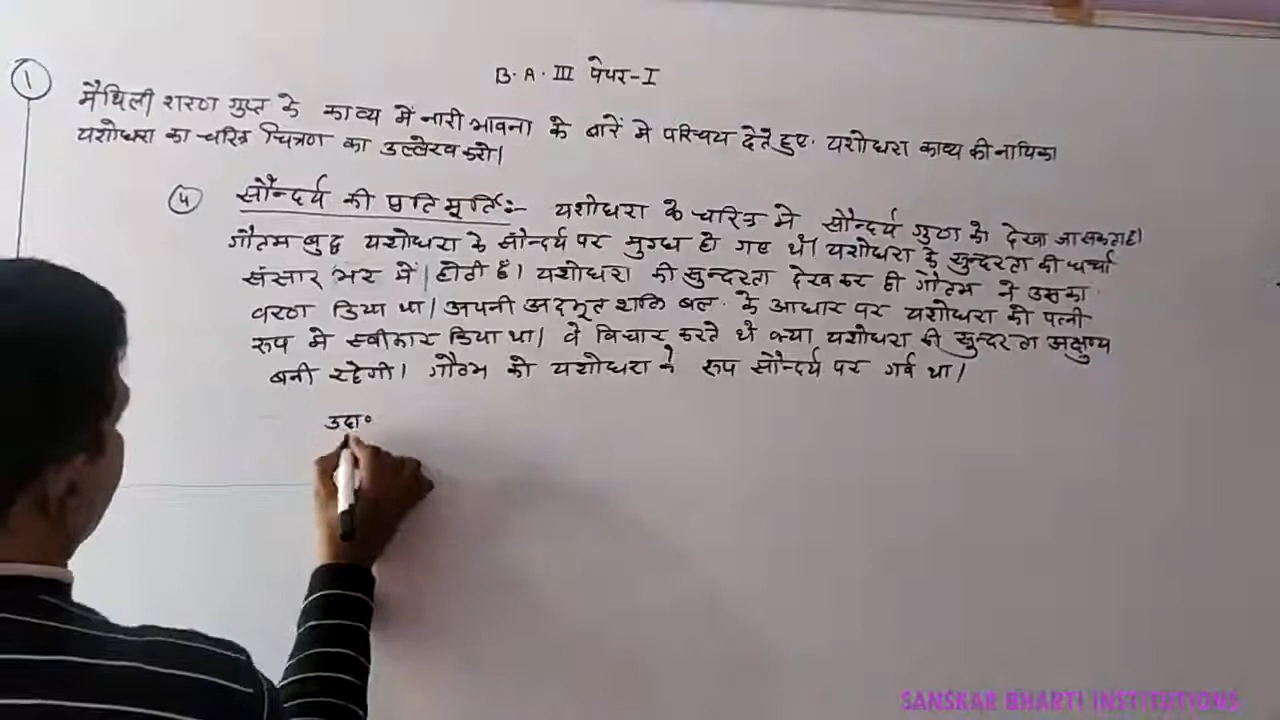 B.A.III पेपर-I
1
मैथिली शरण गुप्त के काव्य में नारी भावना के बारें में परिचय देते हुए. यशोधरा काव्य की नायिका
यशोधरा का चरित्र चित्रण का उल्लेख करो।
4 सौन्दर्य की प्रतिमूर्ति:- यशोधरा के चरित्र में सौन्दर्य गुण को देखा जा सकता है।
गौतम बुद्ध यशोधरा के सौन्दर्य पर मुग्ध हो गए थे। यशोधरा के सुन्दरता की चर्चा
संसार भर में होती है। यशोधरा की सुन्दरता देखकर ही गौतम ने उसका
वरण किया था। अपनी अदभूत शक्ति बल के आधार पर यशोधरा को पत्नी
रूप में स्वीकार किया था। वे विचार करते थे क्या यशोधरा की सुन्दरता अक्षुण्य
बनी रहेगी। गौतम को यशोधरा के रूप सौन्दर्य पर गर्व था।
उदा॰
SANSKAR BHARTI INSTITUTIONS